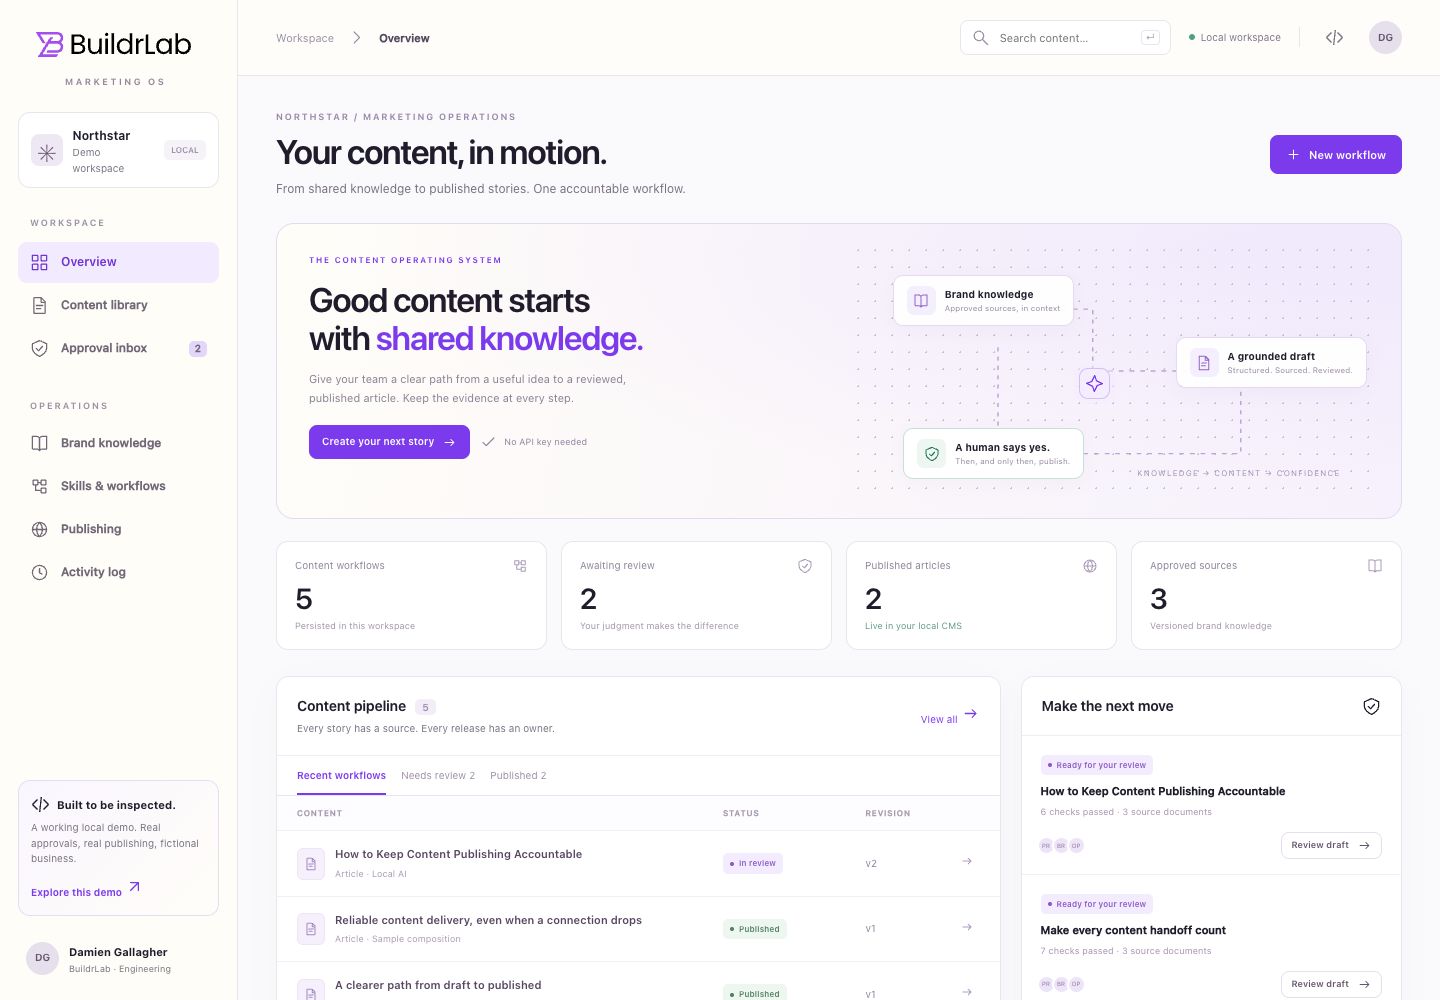 BuildrLab
MARKETING OS
Northstar
Demo
workspace
LOCAL
WORKSPACE
Overview
Content library
Approval inbox
2
OPERATIONS
Brand knowledge
Skills & workflows
Publishing
Activity log
Built to be inspected.
A working local demo. Real
approvals, real publishing, fictional
business.
Explore this demo
DG
Damien Gallagher
BuildrLab · Engineering
Workspace
Overview
Search content...
Local workspace
DG
NORTHSTAR / MARKETING OPERATIONS
Your content, in motion.
From shared knowledge to published stories. One accountable workflow.
New workflow
THE CONTENT OPERATING SYSTEM
Good content starts
with shared knowledge.
Give your team a clear path from a useful idea to a reviewed,
published article. Keep the evidence at every step.
Create your next story →
No API key needed
Brand knowledge
Approved sources, in context
A grounded draft
Structured. Sourced. Reviewed.
A human says yes.
Then, and only then, publish.
KNOWLEDGE → CONTENT → CONFIDENCE
Content workflows
5
Persisted in this workspace
Awaiting review
2
Your judgment makes the difference
Published articles
2
Live in your local CMS
Approved sources
3
Versioned brand knowledge
Content pipeline 5
Every story has a source. Every release has an owner.
View all →
Recent workflows
Needs review 2
Published 2
CONTENT
STATUS
REVISION
How to Keep Content Publishing Accountable
Article · Local AI
In review
v2
Reliable content delivery, even when a connection drops
Article · Sample composition
Published
v1
A clearer path from draft to published
Published
v1
Make the next move
Ready for your review
How to Keep Content Publishing Accountable
6 checks passed · 3 source documents
PR BR OP
Review draft →
Ready for your review
Make every content handoff count
7 checks passed · 3 source documents
PR BR OP
Review draft →